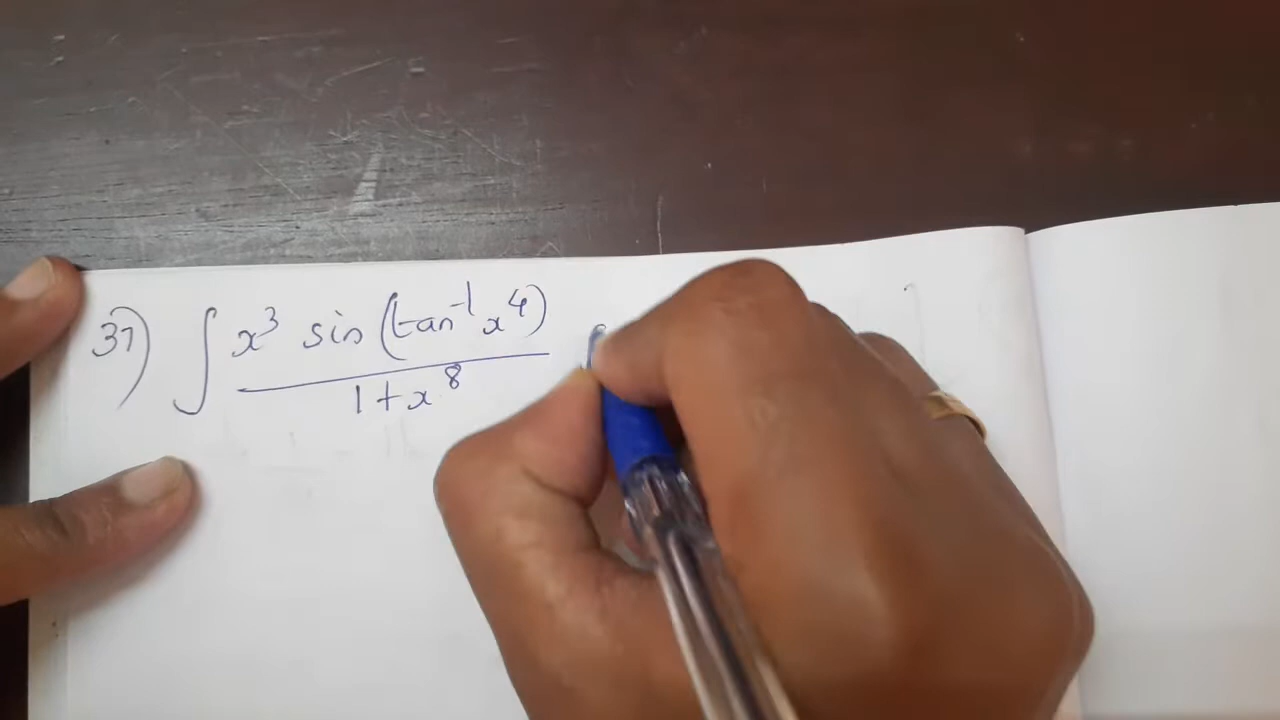 37) ∫ x³ sin (tan⁻¹ x⁴) / 1 + x⁸